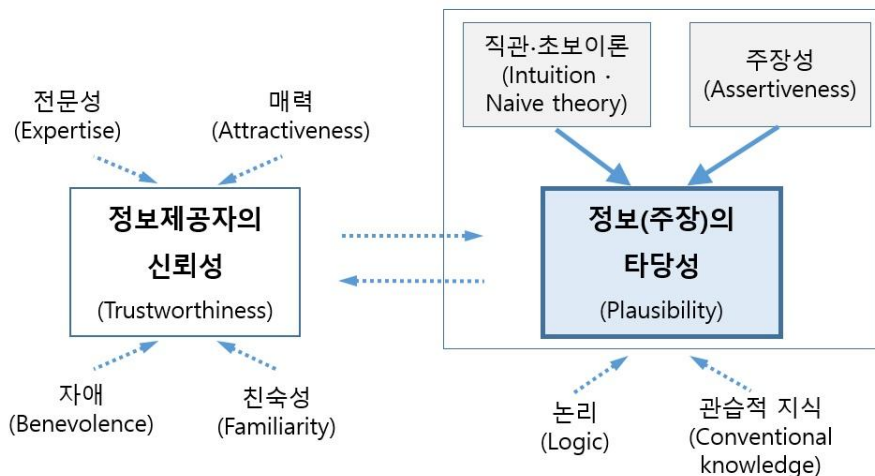 전문성
(Expertise)
매력
(Attractiveness)
직관·초보이론
(Intuition ·
Naive theory)
주장성
(Assertiveness)
정보제공자의
신뢰성
(Trustworthiness)
정보(주장)의
타당성
(Plausibility)
자애
(Benevolence)
친숙성
(Familiarity)
논리
(Logic)
관습적 지식
(Conventional
knowledge)